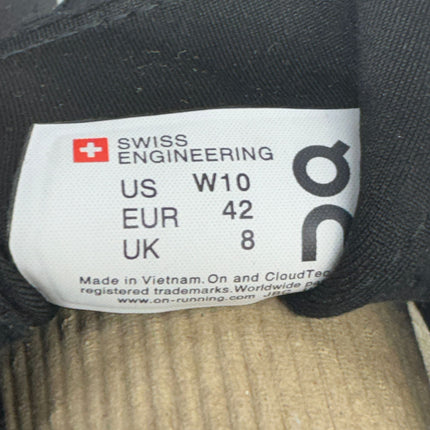 SWISS
ENGINEERING
US W10
EUR 42
UK 8
Made in Vietnam. On and CloudTec
registered trademarks. Worldwide
www.on-running.com